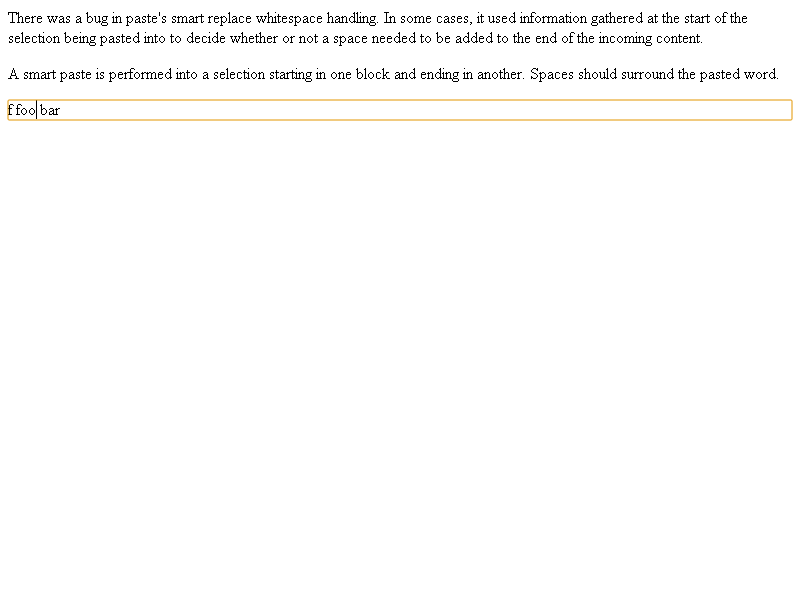 There was a bug in paste's smart replace whitespace handling. In some cases, it used information gathered at the start of the
selection being pasted into to decide whether or not a space needed to be added to the end of the incoming content.
A smart paste is performed into a selection starting in one block and ending in another. Spaces should surround the pasted word.
f foo bar